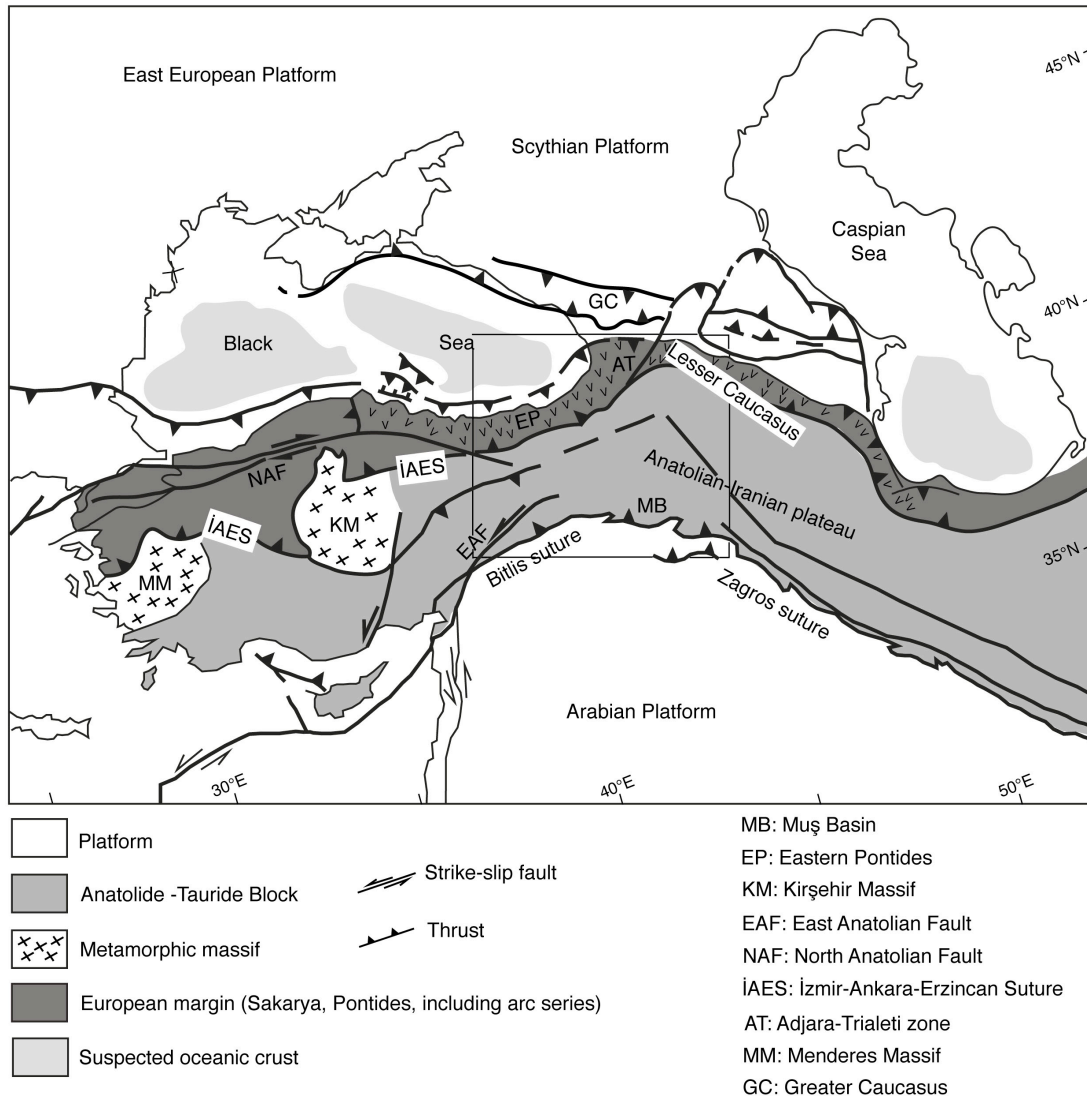 East European Platform
45°N
Scythian Platform
Caspian
Sea
40°N
GC
Black
Sea
AT
Lesser Caucasus
EP
NAF
İAES
Anatolian-Iranian plateau
MB
İAES
KM
EAF
Bitlis suture
35°N
MM
Zagros suture
Arabian Platform
30°E
40°E
50°E
Platform
Anatolide -Tauride Block
Metamorphic massif
European margin (Sakarya, Pontides, including arc series)
Suspected oceanic crust
Strike-slip fault
Thrust
MB: Muş Basin
EP: Eastern Pontides
KM: Kirşehir Massif
EAF: East Anatolian Fault
NAF: North Anatolian Fault
İAES: İzmir-Ankara-Erzincan Suture
AT: Adjara-Trialeti zone
MM: Menderes Massif
GC: Greater Caucasus